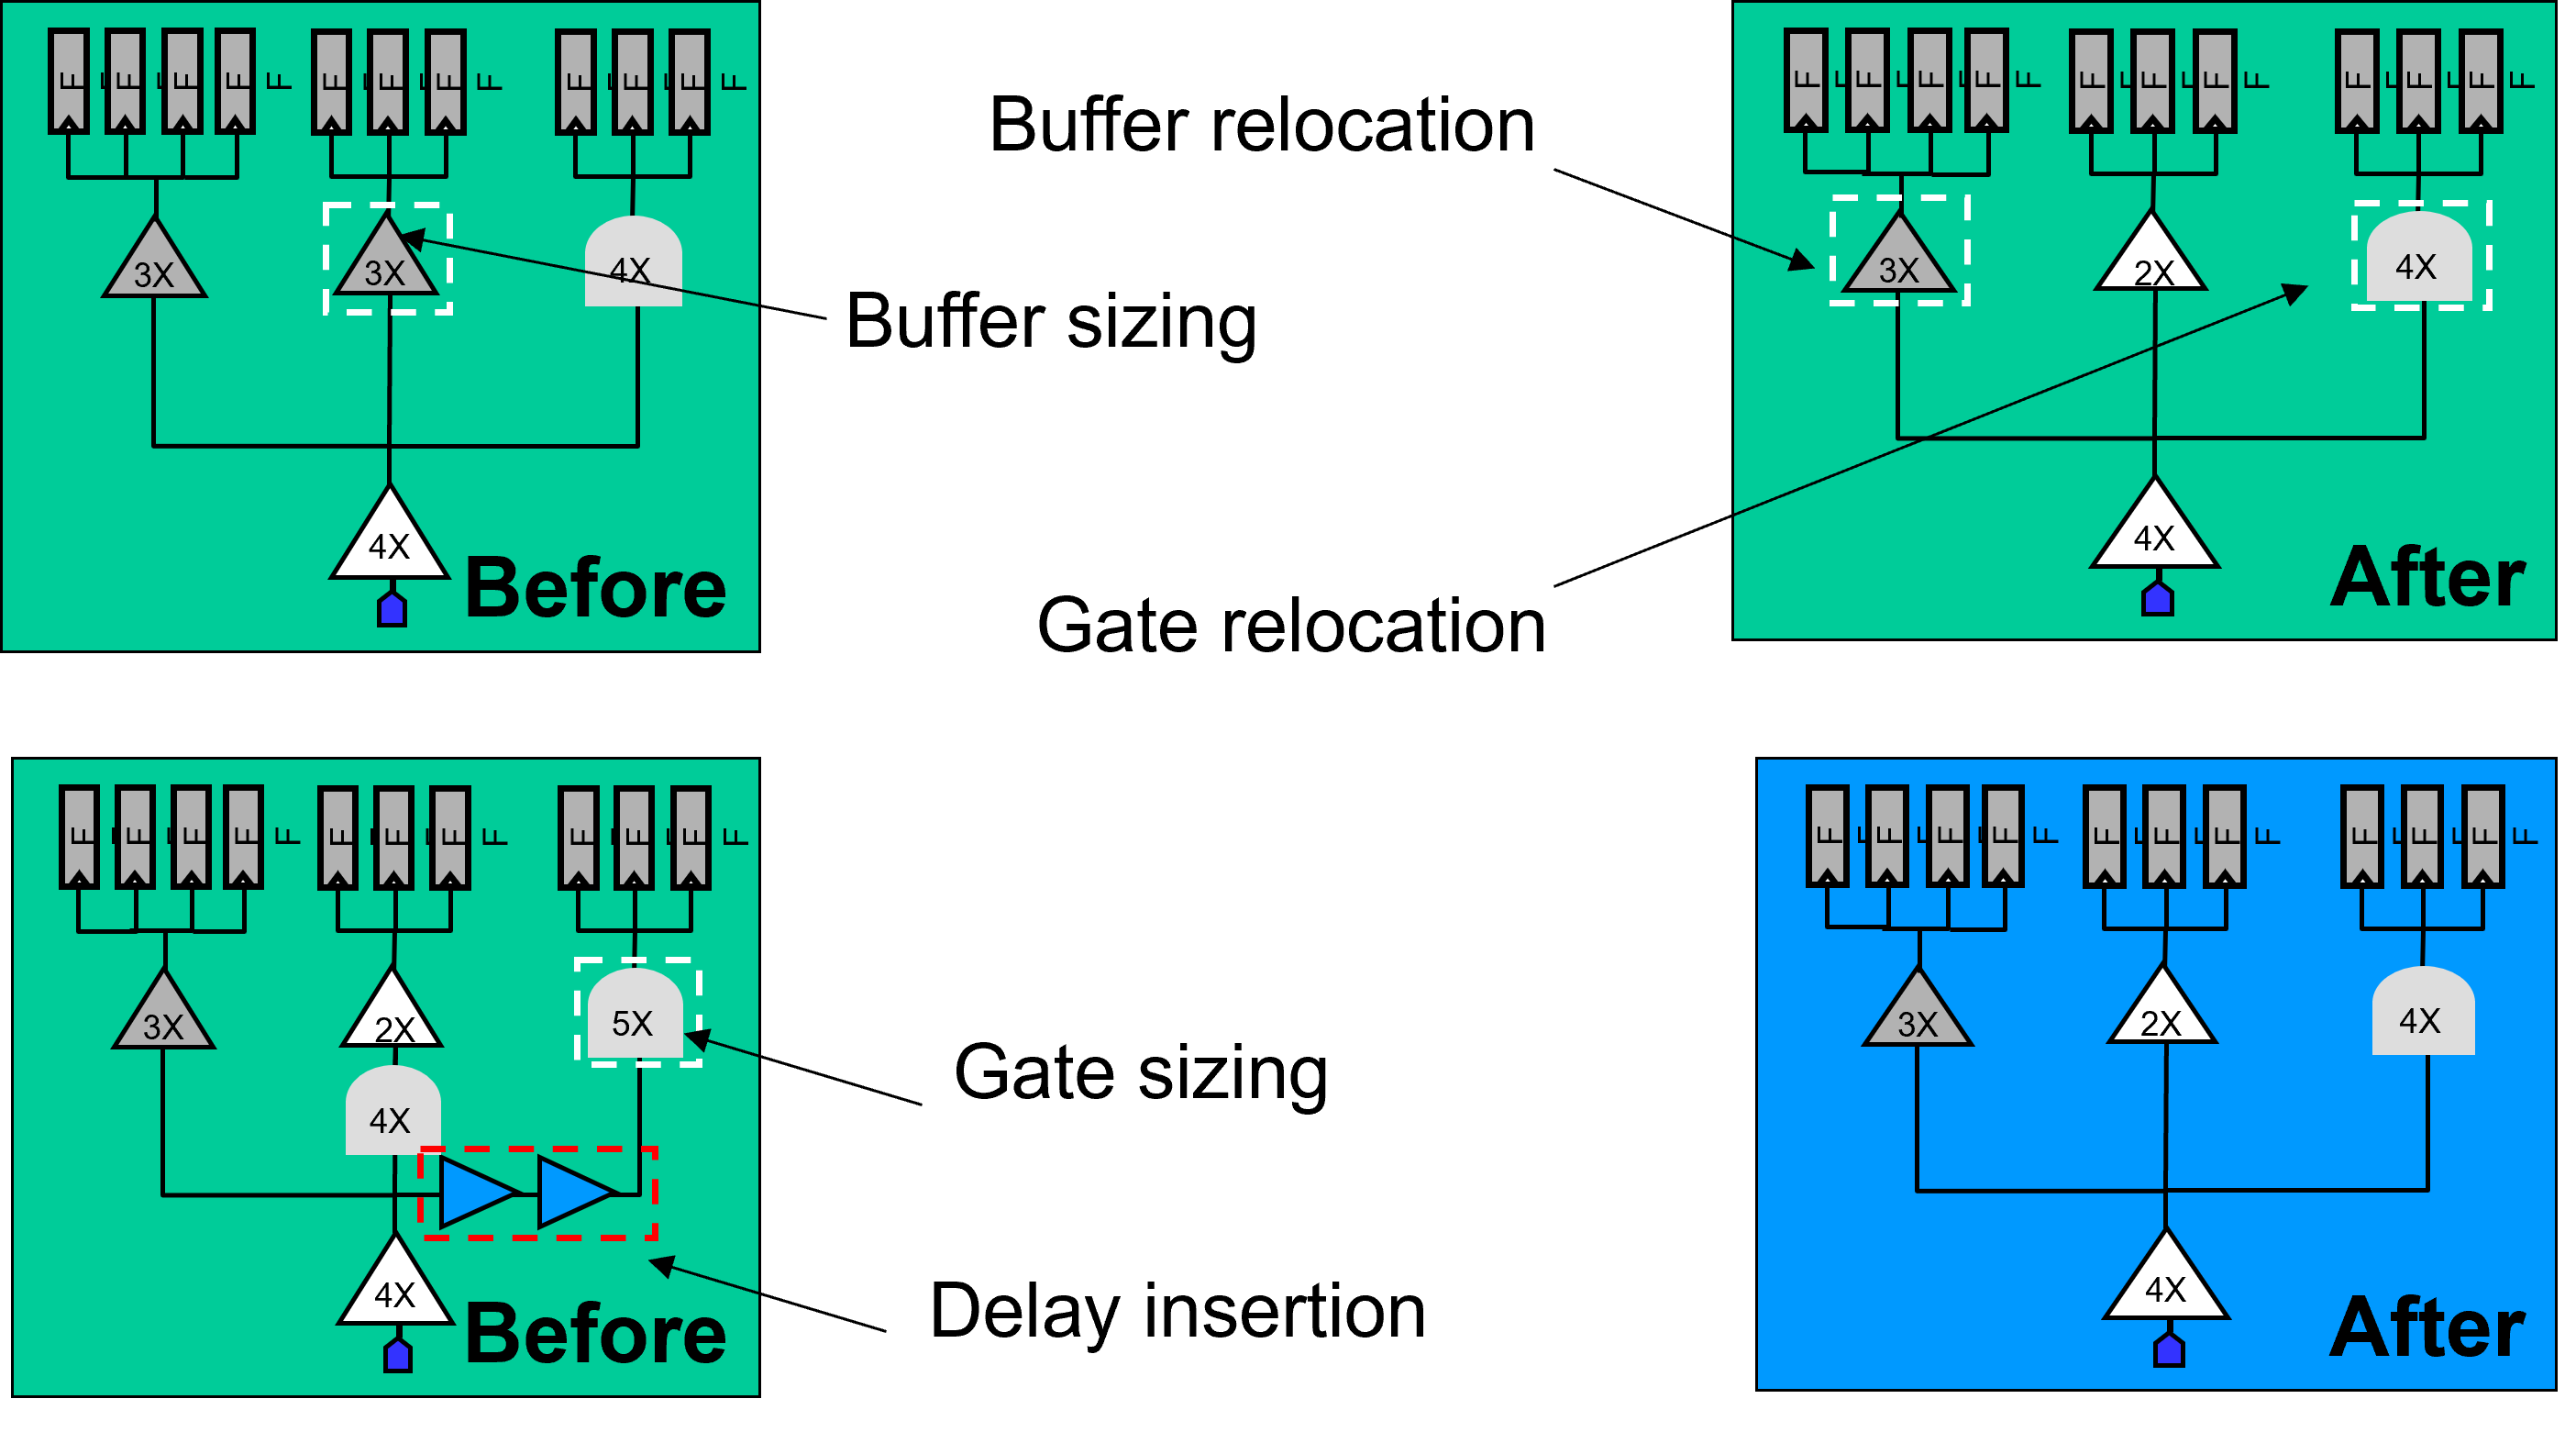 F F F F F F F F F F F F F
3X 3X 4X
4X
Before
Buffer relocation
Buffer sizing
Gate relocation
F F F F F F F F F F F F F
3X 2X 4X
4X
After
F F F F F F F F F F F F F
3X 2X 5X
4X
4X
Before
Gate sizing
Delay insertion
F F F F F F F F F F F F F
3X 2X 4X
4X
After